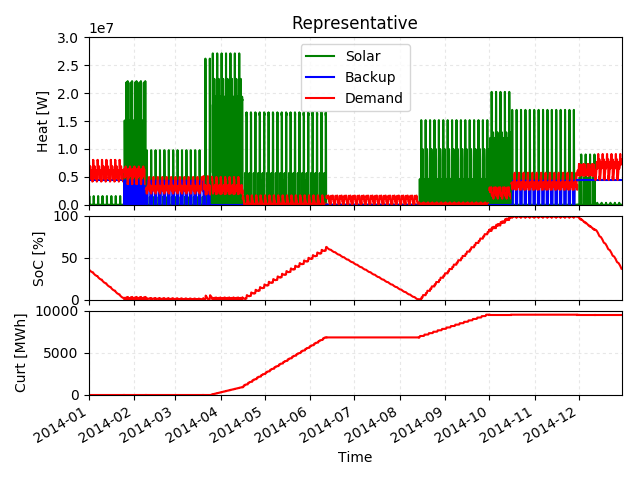 Representative
1e7
3.0
2.5
2.0
1.5
1.0
0.5
0.0
Heat [W]
Solar
Backup
Demand
100
50
0
SoC [%]
10000
5000
0
Curt [MWh]
2014-01
2014-02
2014-03
2014-04
2014-05
2014-06
2014-07
2014-08
2014-09
2014-10
2014-11
2014-12
Time